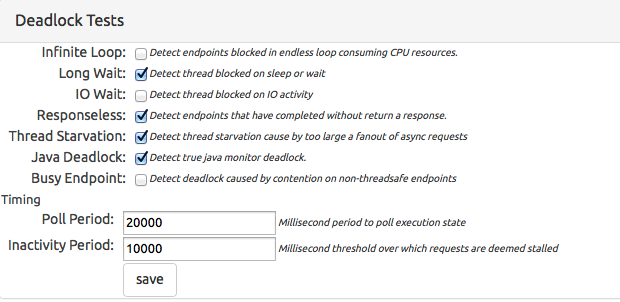 Deadlock Tests
Infinite Loop: Detect endpoints blocked in endless loop consuming CPU resources.
Long Wait: Detect thread blocked on sleep or wait
IO Wait: Detect thread blocked on IO activity
Responseless: Detect endpoints that have completed without return a response.
Thread Starvation: Detect thread starvation cause by too large a fanout of async requests
Java Deadlock: Detect true java monitor deadlock.
Busy Endpoint: Detect deadlock caused by contention on non-threadsafe endpoints
Timing
Poll Period: 20000 Millisecond period to poll execution state
Inactivity Period: 10000 Millisecond threshold over which requests are deemed stalled
save